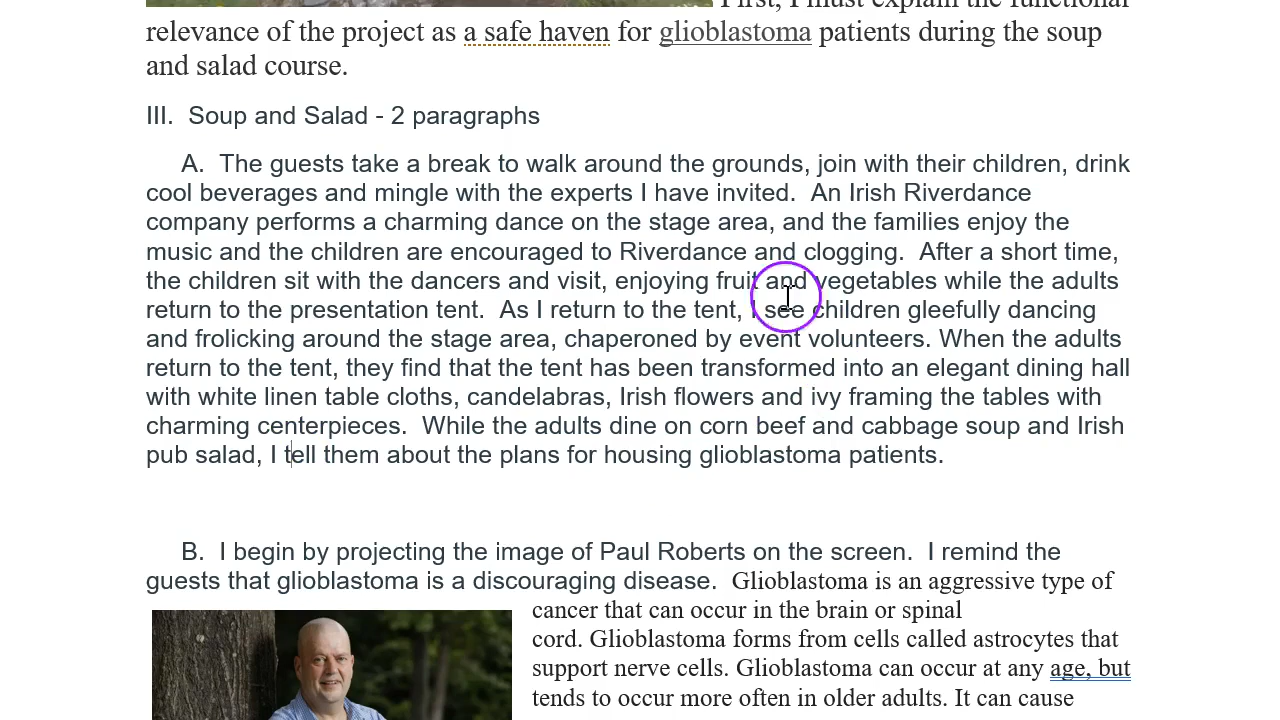 First, I must explain the functional
relevance of the project as a safe haven for glioblastoma patients during the soup
and salad course.
III.  Soup and Salad - 2 paragraphs
A.  The guests take a break to walk around the grounds, join with their children, drink
cool beverages and mingle with the experts I have invited.  An Irish Riverdance
company performs a charming dance on the stage area, and the families enjoy the
music and the children are encouraged to Riverdance and clogging.  After a short time,
the children sit with the dancers and visit, enjoying fruit and vegetables while the adults
return to the presentation tent.  As I return to the tent, I see children gleefully dancing
and frolicking around the stage area, chaperoned by event volunteers. When the adults
return to the tent, they find that the tent has been transformed into an elegant dining hall
with white linen table cloths, candelabras, Irish flowers and ivy framing the tables with
charming centerpieces.  While the adults dine on corn beef and cabbage soup and Irish
pub salad, I tell them about the plans for housing glioblastoma patients.
B.  I begin by projecting the image of Paul Roberts on the screen.  I remind the
guests that glioblastoma is a discouraging disease.  Glioblastoma is an aggressive type of
cancer that can occur in the brain or spinal
cord. Glioblastoma forms from cells called astrocytes that
support nerve cells. Glioblastoma can occur at any age, but
tends to occur more often in older adults. It can cause